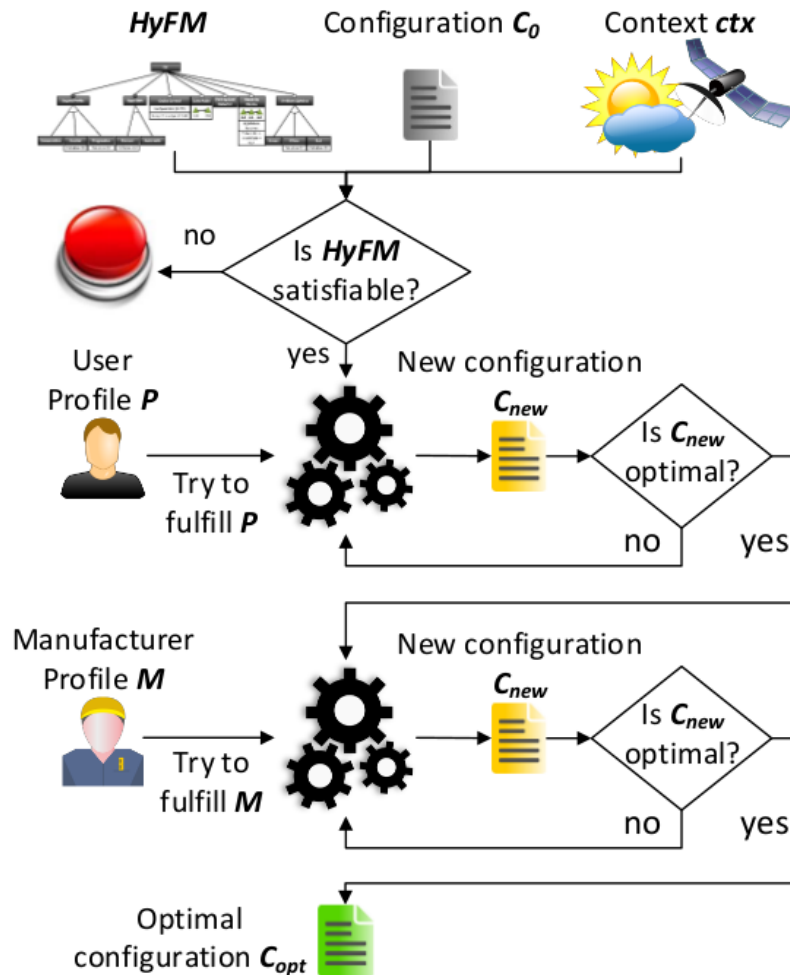 HyFM
Configuration C0
Context ctx
no
Is HyFM
satisfiable?
yes
User
Profile P
New configuration
Cnew
Is Cnew
optimal?
Try to
fulfill P
no
yes
Manufacturer
Profile M
New configuration
Cnew
Is Cnew
optimal?
Try to
fulfill M
no
yes
Optimal
configuration Copt